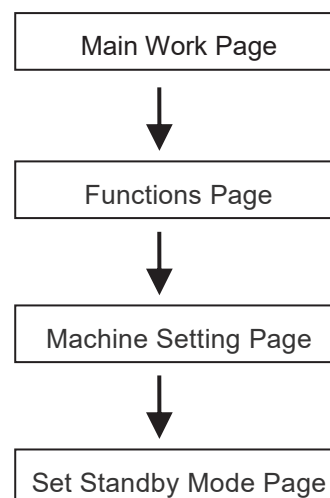 Main Work Page
Functions Page
Machine Setting Page
Set Standby Mode Page